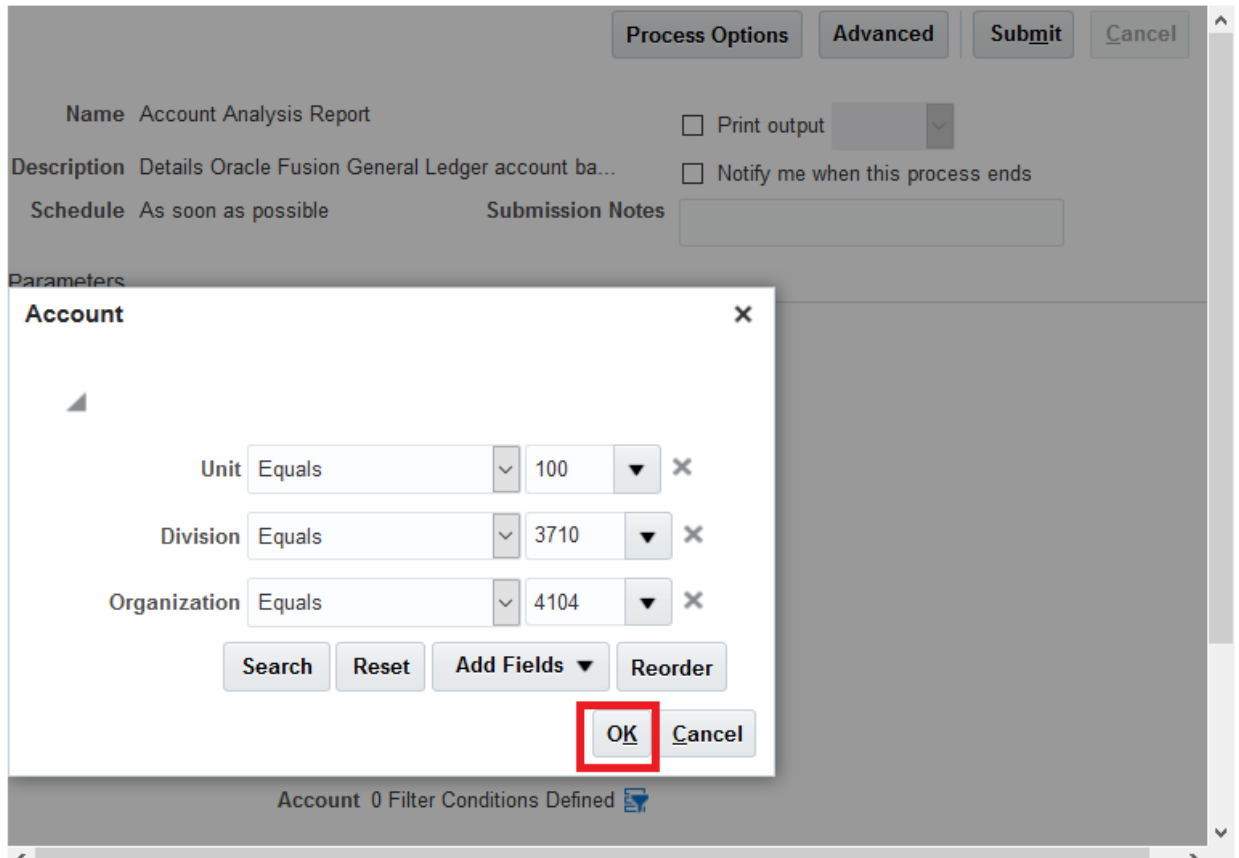 Process Options Advanced Submit Cancel
Name Account Analysis Report
Print output
Description Details Oracle Fusion General Ledger account ba...
Notify me when this process ends
Schedule As soon as possible Submission Notes
Parameters
Account
Unit Equals 100
Division Equals 3710
Organization Equals 4104
Search Reset Add Fields Reorder
OK Cancel
Account 0 Filter Conditions Defined